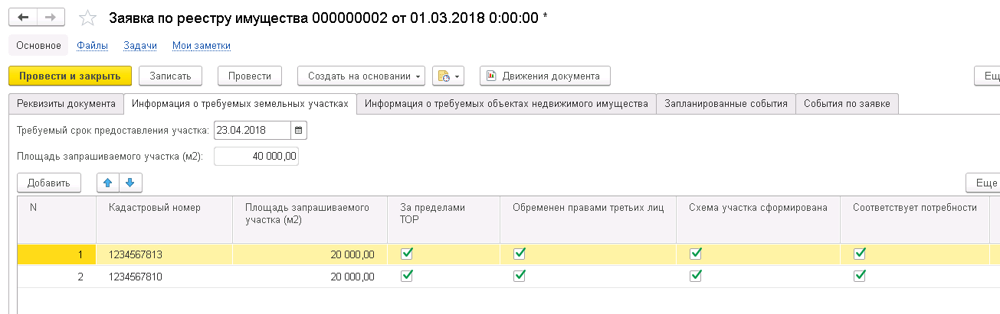 Заявка по реестру имущества 000000002 от 01.03.2018 0:00:00 *
Основное Файлы Задачи Мои заметки
Провести и закрыть Записать Провести Создать на основании Движения документа Ещ
Реквизиты документа Информация о требуемых земельных участках Информация о требуемых объектах недвижимого имущества Запланированные события События по заявке
Требуемый срок предоставления участка: 23.04.2018
Площадь запрашиваемого участка (м2): 40 000,00
Добавить Еще
N Кадастровый номер Площадь запрашиваемого За пределами Обременен правами третьих лиц Схема участка сформирована Соответствует потребности
участка (м2) ТОР
1 1234567813 20 000,00
2 1234567810 20 000,00